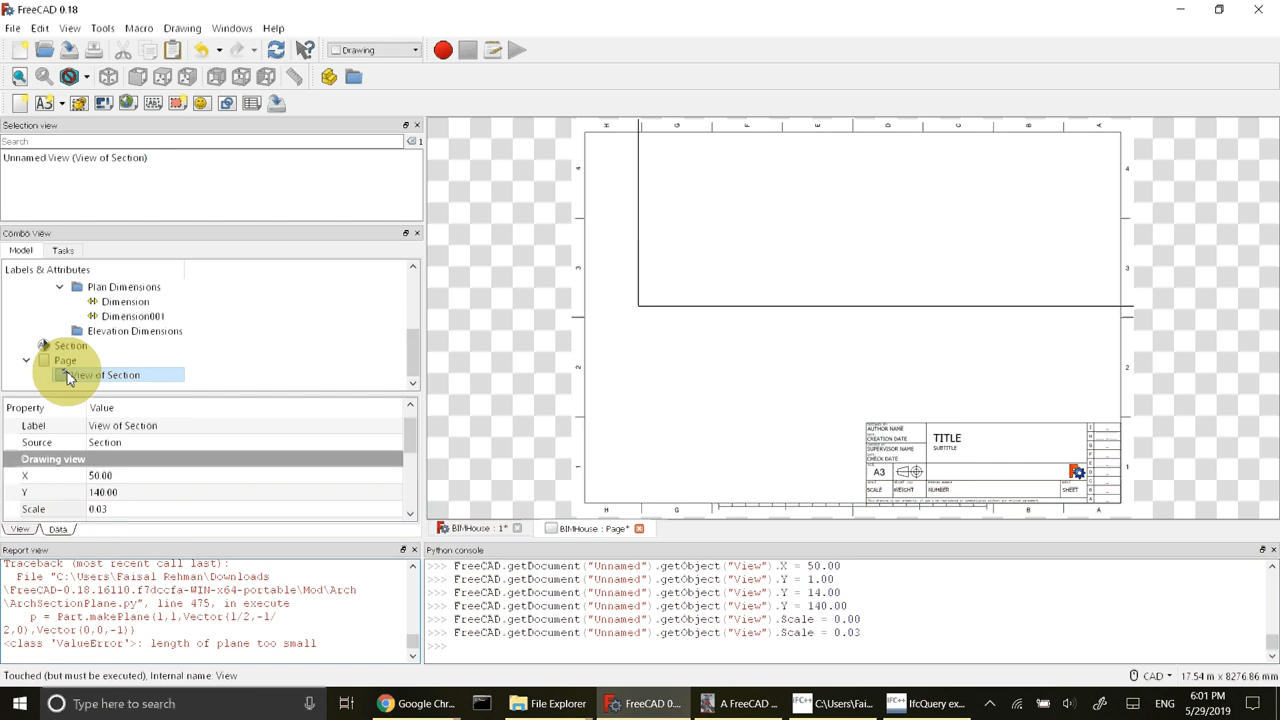 FreeCAD 0.18
File Edit View Tools Macro Drawing Windows Help
Drawing
A3
Selection view
Search
1
Unnamed View (View of Section)
Combo View
Model Tasks
Labels & Attributes
Plan Dimensions
Dimension
Dimension001
Elevation Dimensions
Section
Page
View of Section
Property Value
Label View of Section
Source Section
Drawing view
X 50.00
Y 140.00
Scale 0.03
View Data
H G F E D C B A
4 4
3 3
2 2
1 1
H G B A
AUTHOR NAME
CREATION DATE
SUPERVISOR NAME
CHECK DATE
TITLE
SUBTITLE
A3
SCALE WEIGHT NUMBER SHEET
BIMHouse : 1* BIMHouse : Page*
Report view
Traceback (most recent call last):
File "C:\Users\Faisal Rehman\Downloads
\FreeCAD-0.18.16110.f7dccfa-WIN-x64-portable\Mod\Arch
\ArchSectionPlane.py", line 475, in execute
p = Part.makePlane(1,1,Vector(1/2,-1/
2,0),Vector(0,0,-1))
<class 'ValueError'>: length of plane too small
Python console
>>> FreeCAD.getDocument("Unnamed").getObject("View").X = 50.00
>>> FreeCAD.getDocument("Unnamed").getObject("View").Y = 1.00
>>> FreeCAD.getDocument("Unnamed").getObject("View").Y = 14.00
>>> FreeCAD.getDocument("Unnamed").getObject("View").Y = 140.00
>>> FreeCAD.getDocument("Unnamed").getObject("View").Scale = 0.00
>>> FreeCAD.getDocument("Unnamed").getObject("View").Scale = 0.03
>>>
Touched (but must be executed), Internal name: View
CAD 17.54 m x 8276.86 mm
Type here to search
Google Chr...
File Explorer
FreeCAD 0....
A FreeCAD ...
C:\Users\Fai...
IfcQuery ex...
ENG
6:01 PM
5/29/2019